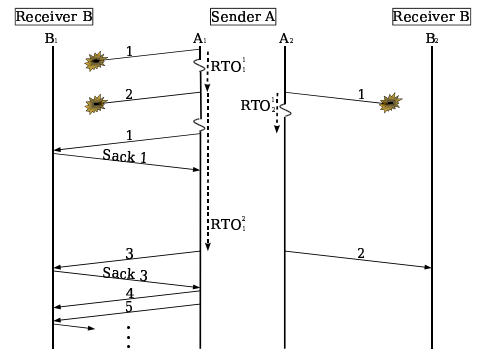 Receiver B Sender A Receiver B
B₁ A₁ A₂ B₂
1
RTO₁¹
2 RTO₂¹ 1
1
Sack 1
RTO₁²
3 2
Sack 3
4
5